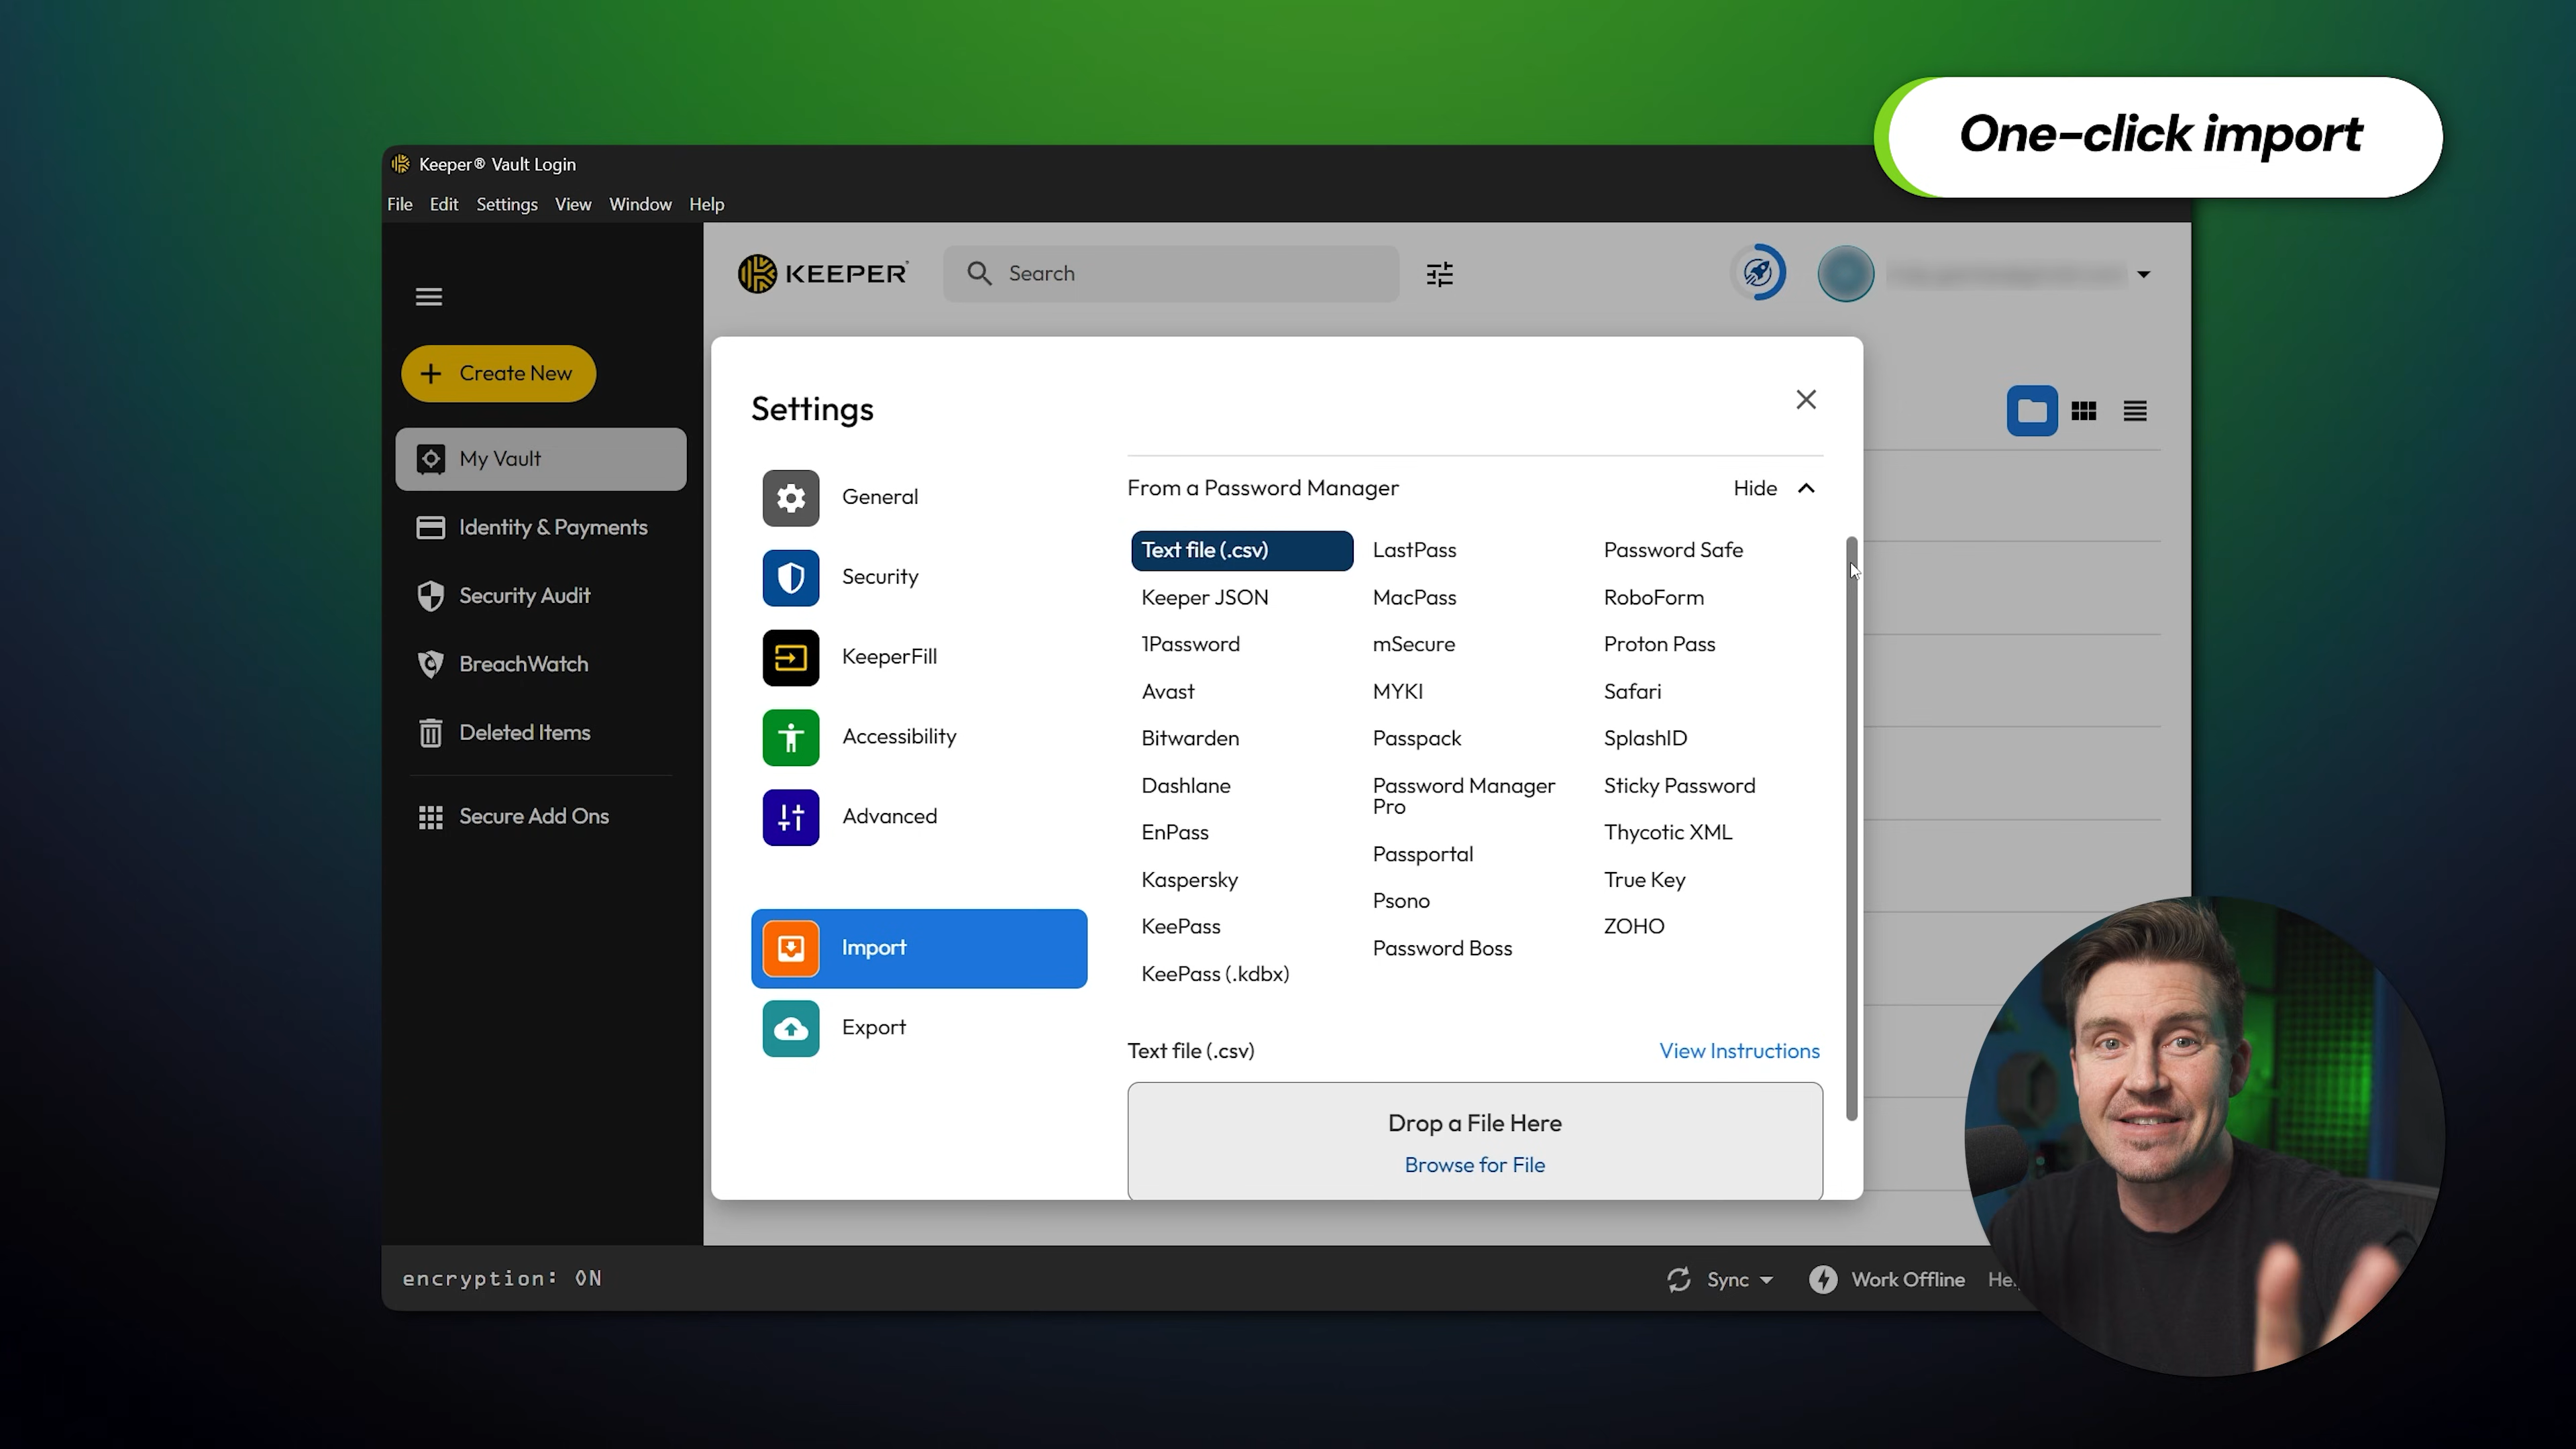 One-click import
Keeper® Vault Login
File Edit Settings View Window Help
KEEPER
Search
Create New
My Vault
Identity & Payments
Security Audit
BreachWatch
Deleted Items
Secure Add Ons
Settings
General
Security
KeeperFill
Accessibility
Advanced
Import
Export
From a Password Manager
Hide
Text file (.csv)
Keeper JSON
1Password
Avast
Bitwarden
Dashlane
EnPass
Kaspersky
KeePass
KeePass (.kdbx)
LastPass
MacPass
mSecure
MYKI
Passpack
Password Manager
Pro
Passportal
Psono
Password Boss
Password Safe
RoboForm
Proton Pass
Safari
SplashID
Sticky Password
Thycotic XML
True Key
ZOHO
Text file (.csv)
View Instructions
Drop a File Here
Browse for File
encryption: ON
Sync
Work Offline